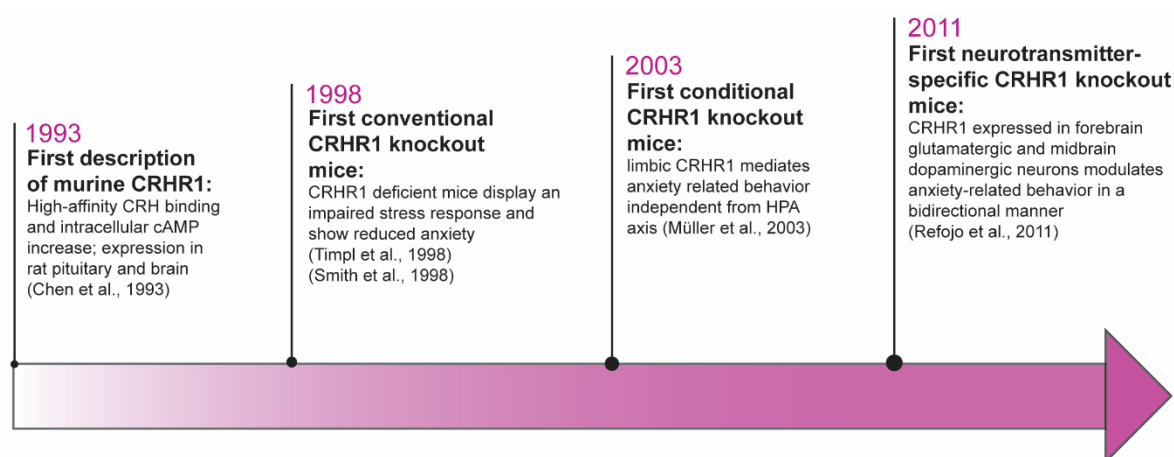 1993
First description
of murine CRHR1:
High-affinity CRH binding
and intracellular cAMP
increase; expression in
rat pituitary and brain
(Chen et al., 1993)
1998
First conventional
CRHR1 knockout
mice:
CRHR1 deficient mice display an
impaired stress response and
show reduced anxiety
(Timpl et al., 1998)
(Smith et al., 1998)
2003
First conditional
CRHR1 knockout
mice:
limbic CRHR1 mediates
anxiety related behavior
independent from HPA
axis (Müller et al., 2003)
2011
First neurotransmitter-
specific CRHR1 knockout
mice:
CRHR1 expressed in forebrain
glutamatergic and midbrain
dopaminergic neurons modulates
anxiety-related behavior in a
bidirectional manner
(Refojo et al., 2011)